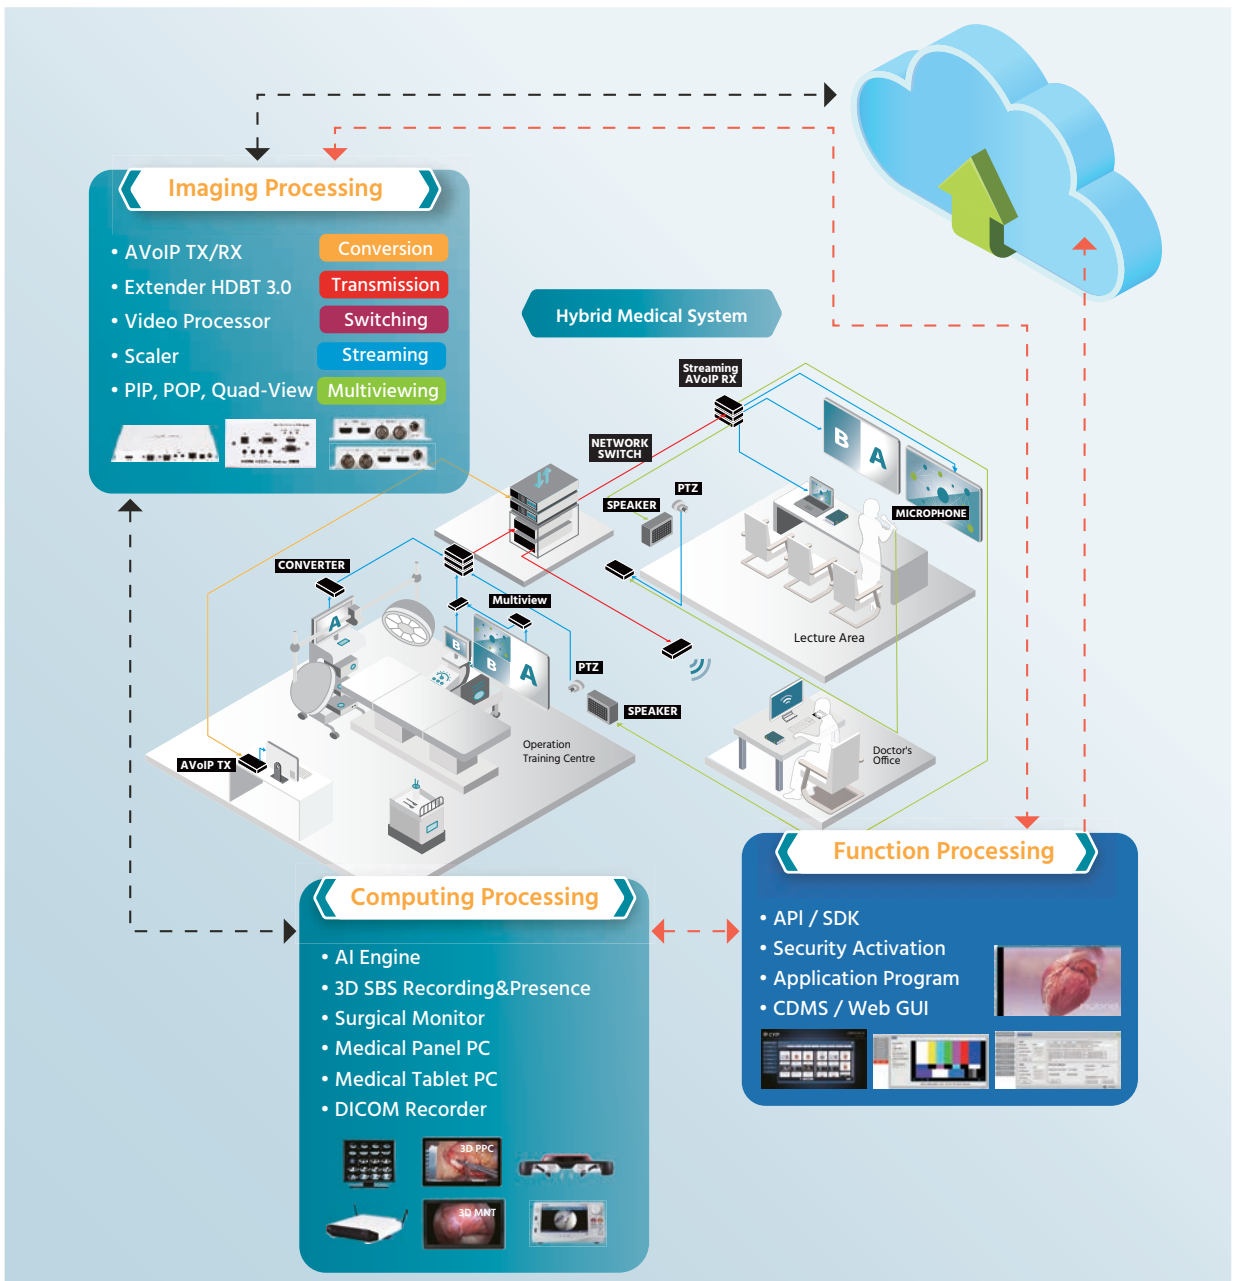 Imaging Processing
• AVoIP TX/RX
Conversion
• Extender HDBT 3.0
Transmission
• Video Processor
Switching
• Scaler
Streaming
• PIP, POP, Quad-View
Multiviewing
Hybrid Medical System
Streaming
AVoIP RX
NETWORK
SWITCH
B
A
SPEAKER
PTZ
MICROPHONE
Lecture Area
CONVERTER
A
Multiview
B
B
A
PTZ
SPEAKER
Operation
Training Centre
AVoIP TX
Doctor's
Office
Computing Processing
• AI Engine
• 3D SBS Recording&Presence
• Surgical Monitor
• Medical Panel PC
• Medical Tablet PC
• DICOM Recorder
3D PPC
3D MNT
Function Processing
• API / SDK
• Security Activation
• Application Program
• CDMS / Web GUI
CYP